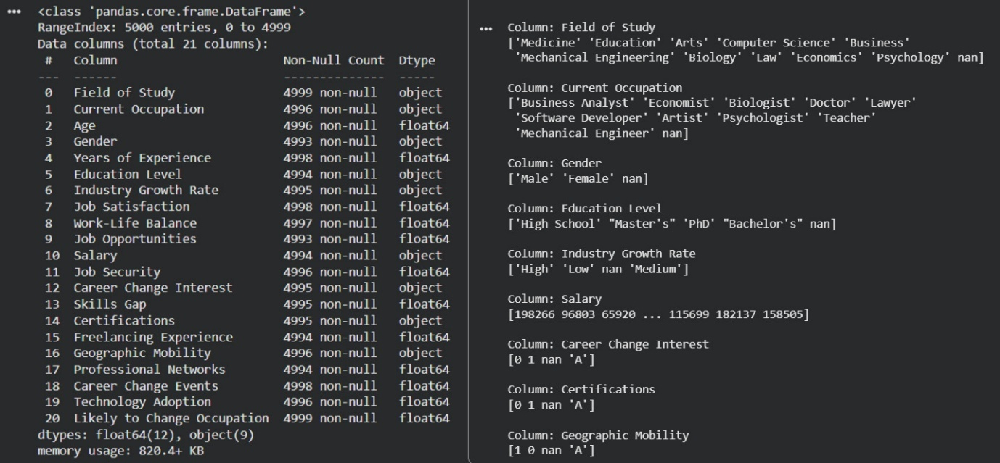 <class 'pandas.core.frame.DataFrame'>
RangeIndex: 5000 entries, 0 to 4999
Data columns (total 21 columns):
# Column Non-Null Count Dtype
--- ------ -------------- -----
0 Field of Study 4999 non-null object
1 Current Occupation 4996 non-null object
2 Age 4996 non-null float64
3 Gender 4993 non-null object
4 Years of Experience 4998 non-null float64
5 Education Level 4994 non-null object
6 Industry Growth Rate 4995 non-null object
7 Job Satisfaction 4998 non-null float64
8 Work-Life Balance 4997 non-null float64
9 Job Opportunities 4993 non-null float64
10 Salary 4994 non-null object
11 Job Security 4996 non-null float64
12 Career Change Interest 4995 non-null object
13 Skills Gap 4995 non-null float64
14 Certifications 4995 non-null object
15 Freelancing Experience 4994 non-null float64
16 Geographic Mobility 4996 non-null object
17 Professional Networks 4994 non-null float64
18 Career Change Events 4998 non-null float64
19 Technology Adoption 4996 non-null float64
20 Likely to Change Occupation 4999 non-null float64
dtypes: float64(12), object(9)
memory usage: 820.4+ KB
Column: Field of Study
['Medicine' 'Education' 'Arts' 'Computer Science' 'Business'
'Mechanical Engineering' 'Biology' 'Law' 'Economics' 'Psychology' nan]
Column: Current Occupation
['Business Analyst' 'Economist' 'Biologist' 'Doctor' 'Lawyer'
'Software Developer' 'Artist' 'Psychologist' 'Teacher'
'Mechanical Engineer' nan]
Column: Gender
['Male' 'Female' nan]
Column: Education Level
['High School' "Master's" 'PhD' "Bachelor's" nan]
Column: Industry Growth Rate
['High' 'Low' nan 'Medium']
Column: Salary
[198266 96803 65920 ... 115699 182137 158505]
Column: Career Change Interest
[0 1 nan 'A']
Column: Certifications
[0 1 nan 'A']
Column: Geographic Mobility
[1 0 nan 'A']